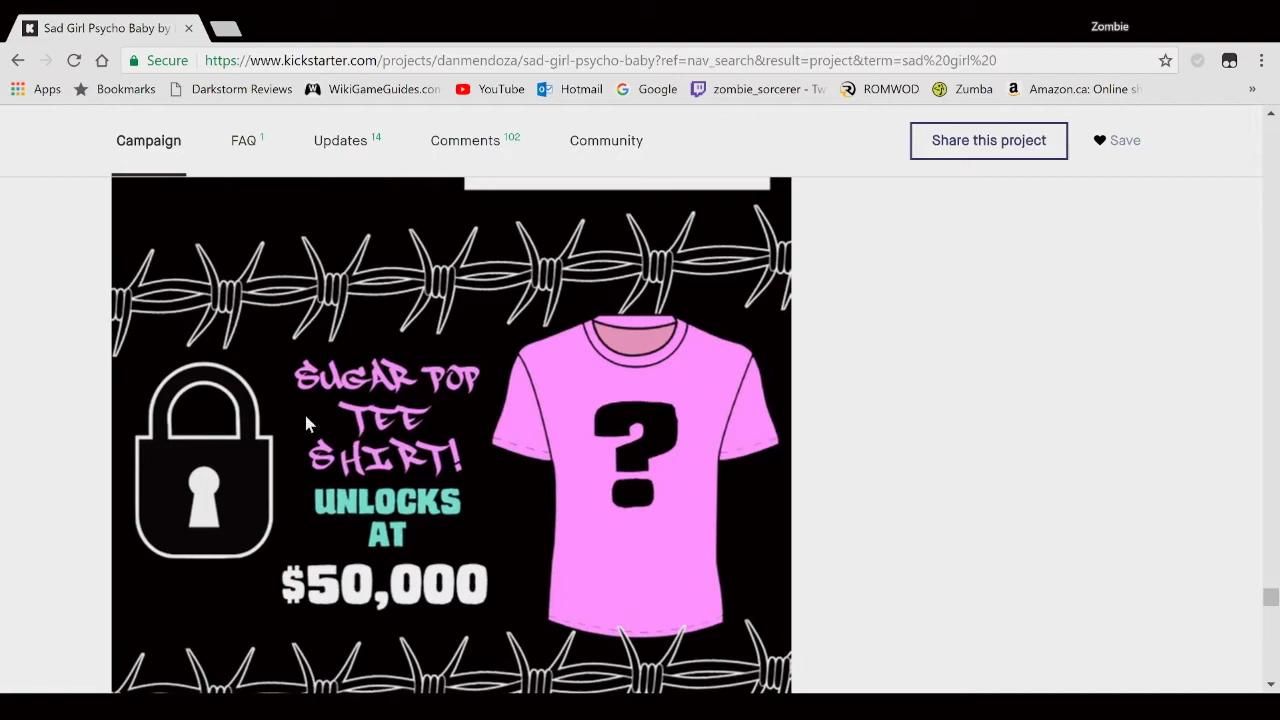 Sad Girl Psycho Baby by
Zombie
Secure https://www.kickstarter.com/projects/danmendoza/sad-girl-psycho-baby?ref=nav_search&result=project&term=sad%20girl%20
Apps Bookmarks Darkstorm Reviews WikiGameGuides.com YouTube Hotmail Google zombie_sorcerer - Tw ROMWOD Zumba Amazon.ca: Online sh »
Campaign FAQ 1 Updates 14 Comments 102 Community Share this project Save
SUGAR POP
TEE
SHIRT!
UNLOCKS
AT
$50,000
?